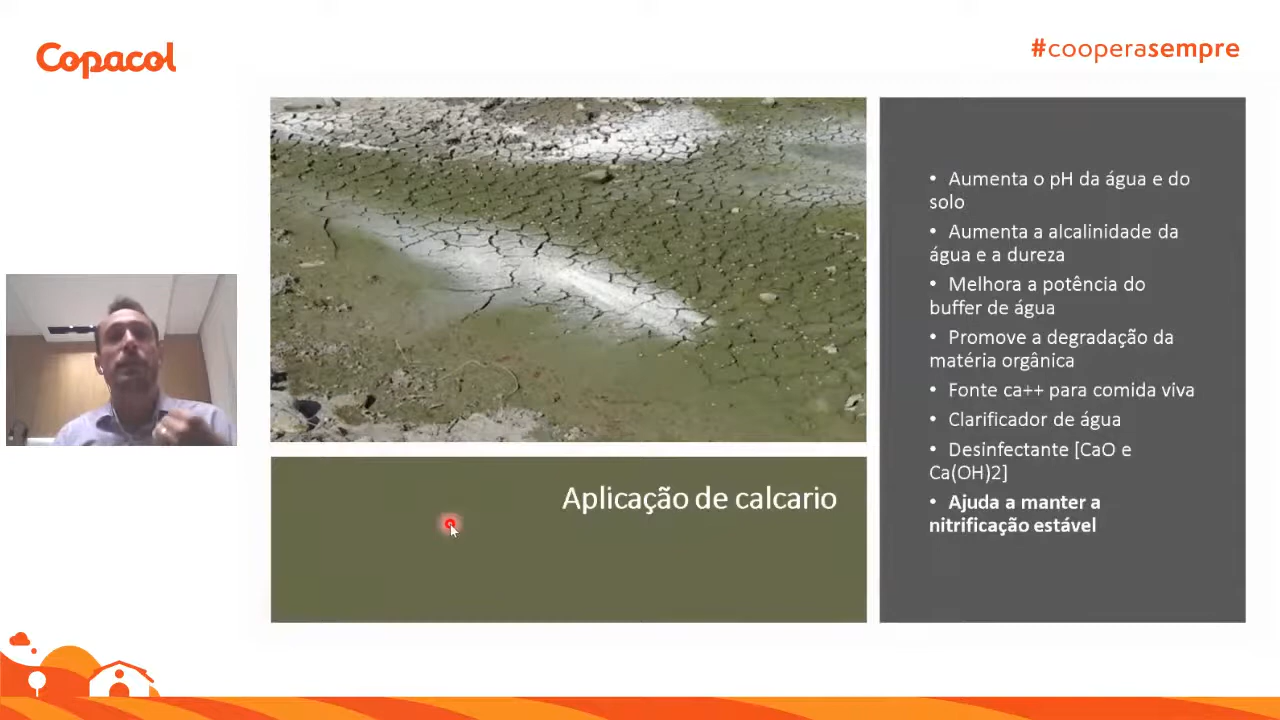 Copacol
#cooperasempre
• Aumenta o pH da água e do
solo
• Aumenta a alcalinidade da
água e a dureza
• Melhora a potência do
buffer de água
• Promove a degradação da
matéria orgânica
• Fonte ca++ para comida viva
• Clarificador de água
• Desinfectante [CaO e
Ca(OH)2]
• Ajuda a manter a
nitrificação estável
Aplicação de calcario